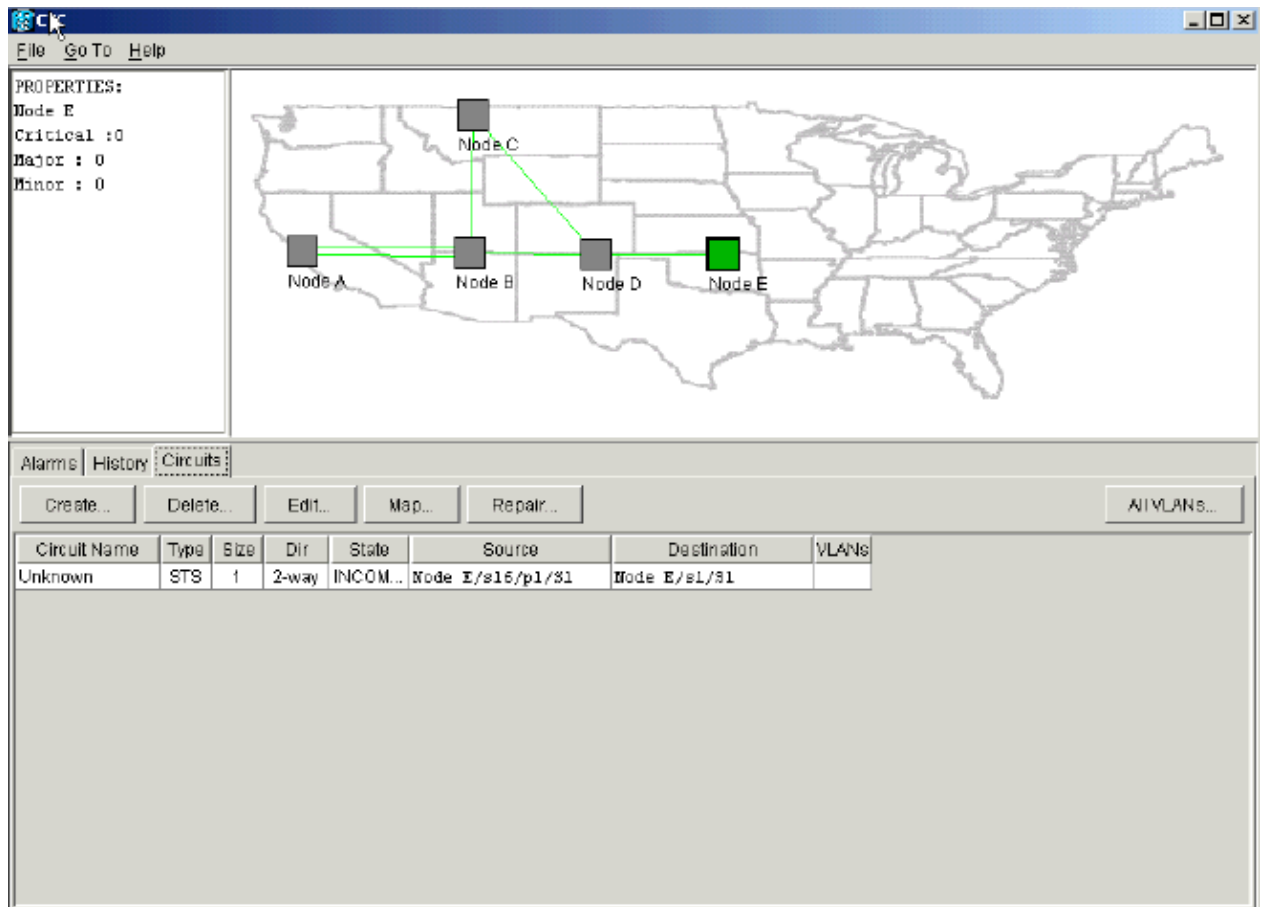 File Go To Help
PROPERTIES:
Node E
Critical :0
Major : 0
Minor : 0
Node C
Node A
Node B
Node D
Node E
Alarms History Circuits
Create... Delete... Edit... Map... Repair... All VLANs...
Circuit Name Type Size Dir State Source Destination VLANs
Unknown STS 1 2-way INCOM... Node E/s16/p1/S1 Node E/s1/S1